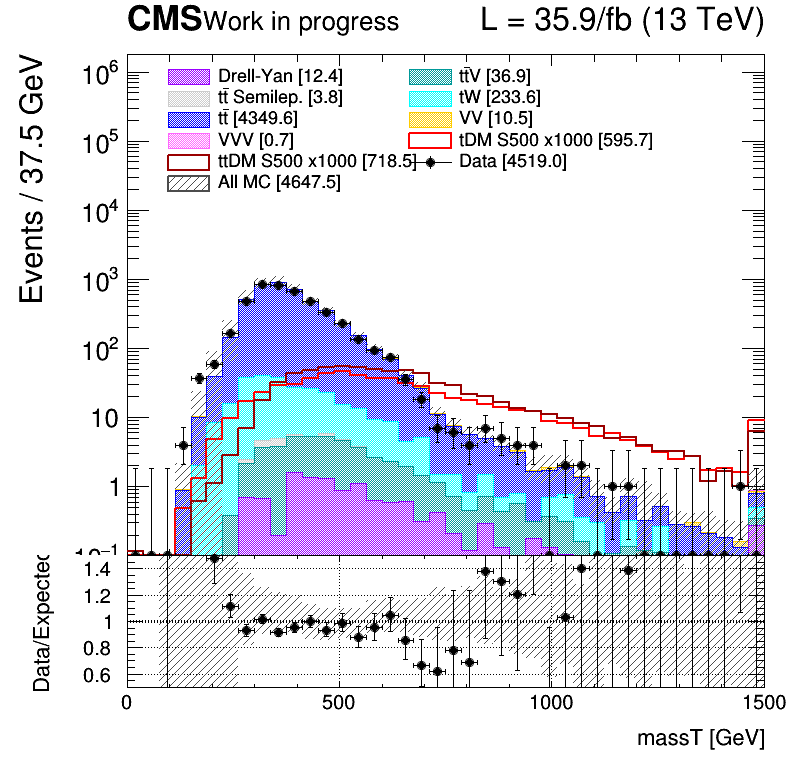 CMS Work in progress L = 35.9/fb (13 TeV)
Events / 37.5 GeV
10⁶
10⁵
10⁴
10³
10²
10
1
10⁻¹
Drell-Yan [12.4]
tt̄V [36.9]
tt̄ Semilep. [3.8]
tW [233.6]
tt̄ [4349.6]
VV [10.5]
VVV [0.7]
tDM S500 x1000 [595.7]
ttDM S500 x1000 [718.5]
Data [4519.0]
All MC [4647.5]
Data/Expected
1.4
1.2
1
0.8
0.6
0 500 1000 1500
massT [GeV]